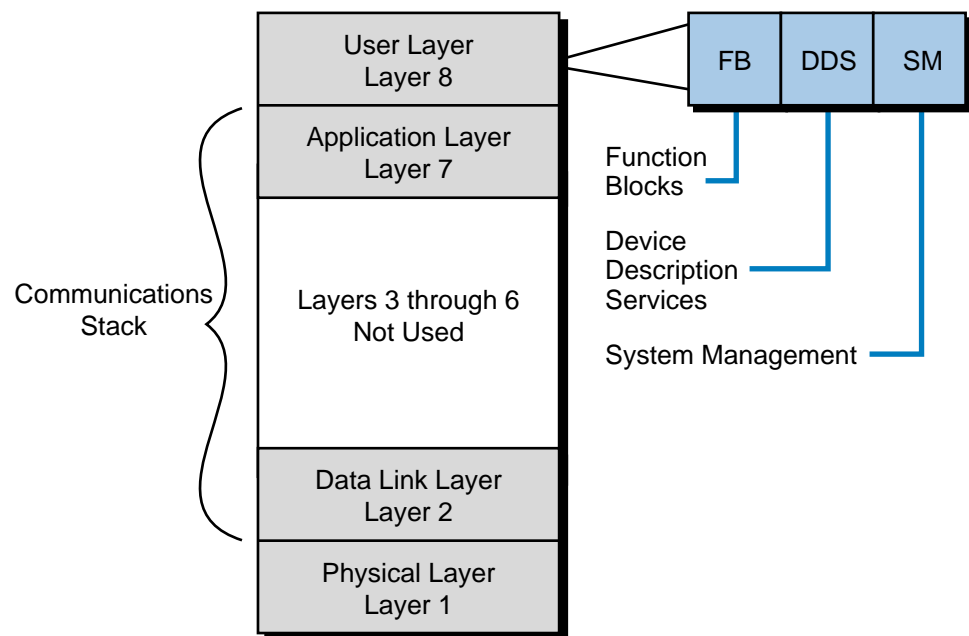 User Layer
Layer 8
FB
DDS
SM
Application Layer
Layer 7
Function
Blocks
Device
Description
Services
Communications
Stack
Layers 3 through 6
Not Used
System Management
Data Link Layer
Layer 2
Physical Layer
Layer 1